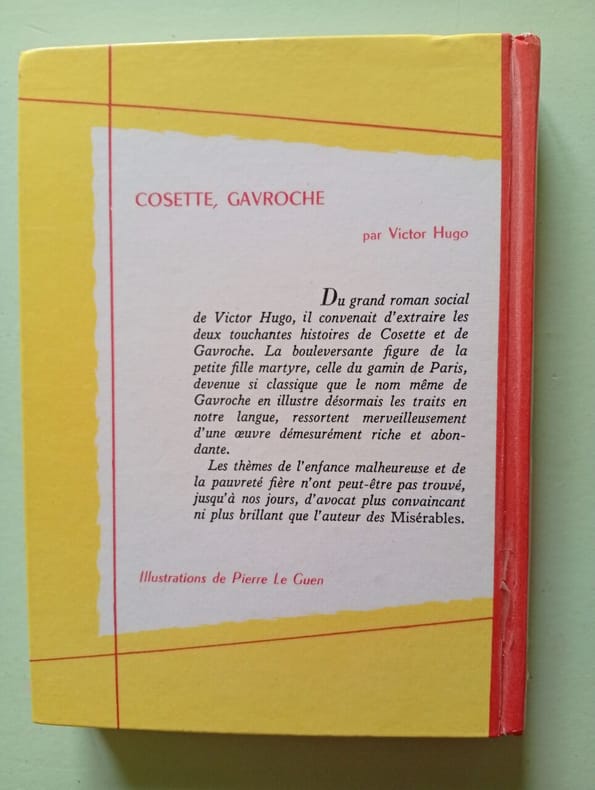 COSETTE, GAVROCHE
par Victor Hugo
Du grand roman social
de Victor Hugo, il convenait d'extraire les
deux touchantes histoires de Cosette et de
Gavroche. La bouleversante figure de la
petite fille martyre, celle du gamin de Paris,
devenue si classique que le nom même de
Gavroche en illustre désormais les traits en
notre langue, ressortent merveilleusement
d'une œuvre démesurément riche et abon-
dante.
Les thèmes de l'enfance malheureuse et de
la pauvreté fière n'ont peut-être pas trouvé,
jusqu'à nos jours, d'avocat plus convaincant
ni plus brillant que l'auteur des Misérables.
Illustrations de Pierre Le Guen